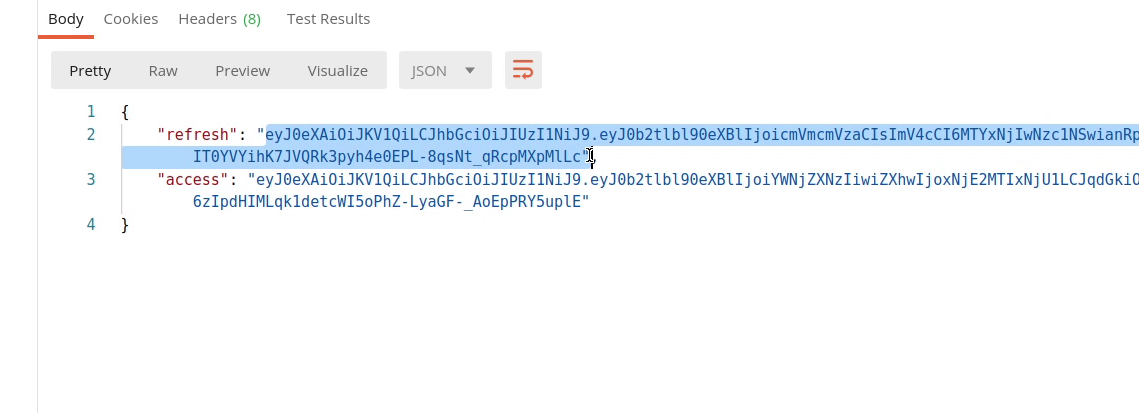 Body Cookies Headers (8) Test Results
Pretty Raw Preview Visualize JSON
1 {
2 "refresh": "eyJ0eXAiOiJKV1QiLCJhbGciOiJIUzI1NiJ9.eyJ0b2tlbl90eXBlIjoicmVmcmVzaCIsImV4cCI6MTYxNjIwNzc1NSwianRp
IT0YVYihK7JVQRk3pyh4e0EPL-8qsNt_qRcpMXpMlLc",
3 "access": "eyJ0eXAiOiJKV1QiLCJhbGciOiJIUzI1NiJ9.eyJ0b2tlbl90eXBlIjoiYWNjZXNzIiwiZXhwIjoxNjE2MTIxNjU1LCJqdGkiO
6zIpdHIMLqk1detcWI5oPhZ-LyaGF-_AoEpPRY5uplE"
4 }